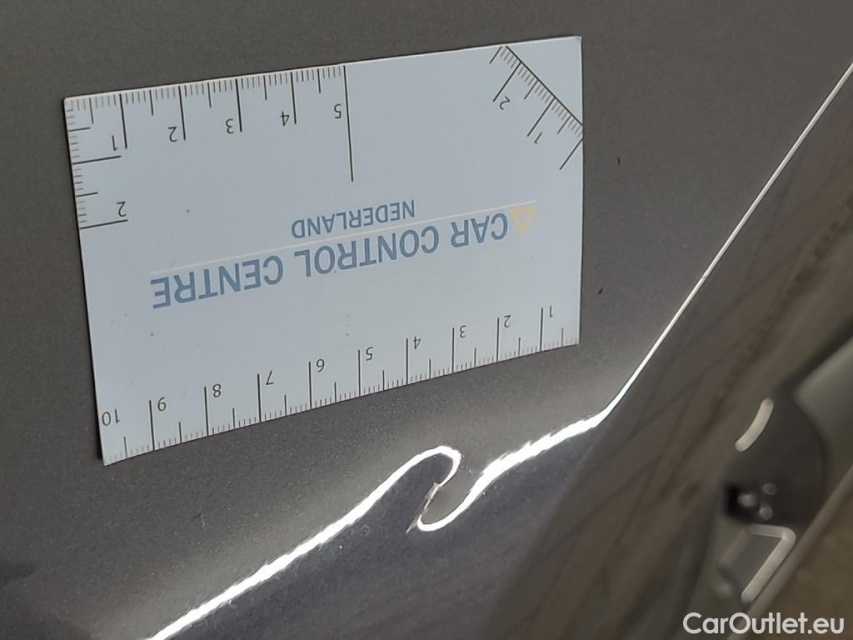 1 2 3 4 5
2 1
2
NEDERLAND
CAR CONTROL CENTRE
10 9 8 7 6 5 4 3 2 1
CarOutlet.eu